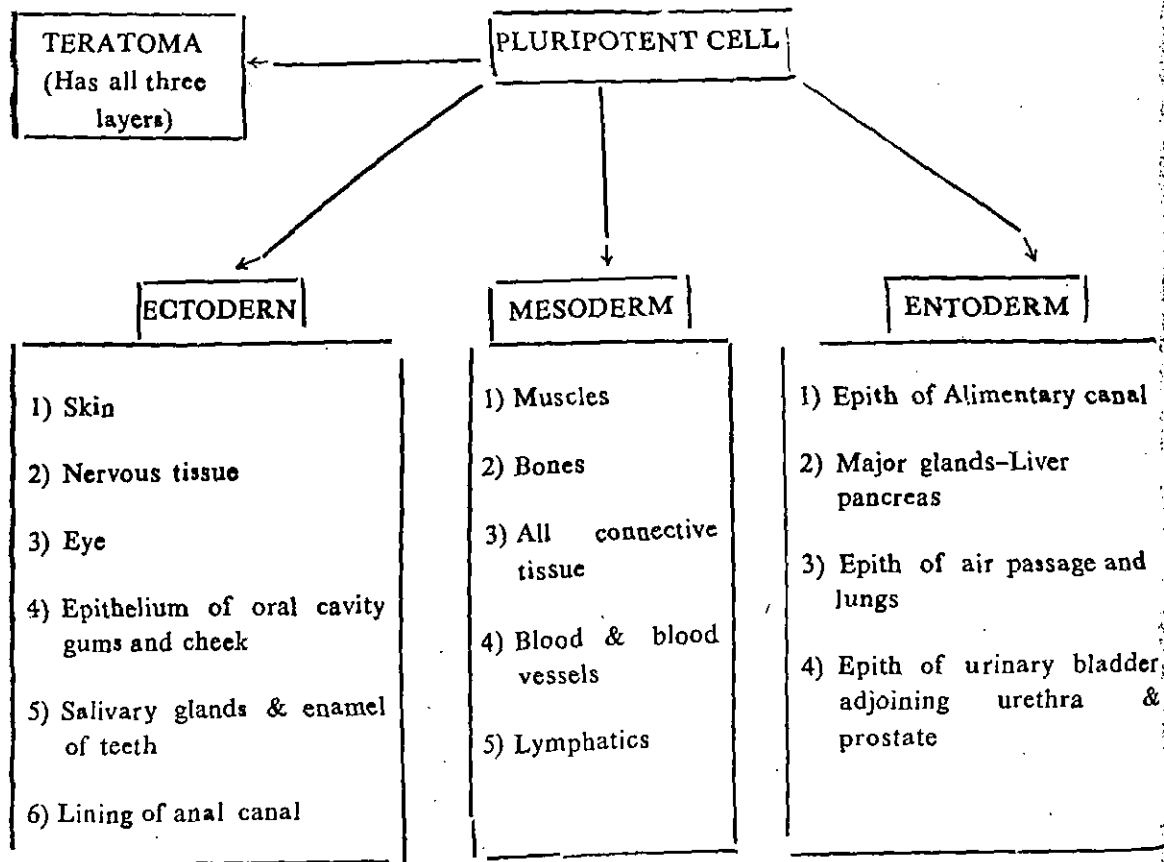 TERATOMA
(Has all three
layers)
PLURIPOTENT CELL
ECTODERN
MESODERM
ENTODERM
1) Skin
2) Nervous tissue
3) Eye
4) Epithelium of oral cavity
gums and cheek
5) Salivary glands & enamel
of teeth
6) Lining of anal canal
1) Muscles
2) Bones
3) All connective
tissue
4) Blood & blood
vessels
5) Lymphatics
1) Epith of Alimentary canal
2) Major glands–Liver
pancreas
3) Epith of air passage and
lungs
4) Epith of urinary bladder
adjoining urethra &
prostate